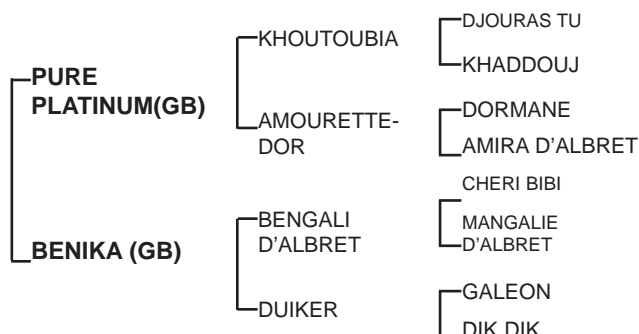 KHOUTOUBIA
DJOURAS TU
KHADDOUJ
PURE
PLATINUM(GB)
AMOURETTE-
DOR
DORMANE
AMIRA D’ALBRET
BENIKA (GB)
BENGALI
D’ALBRET
CHERI BIBI
MANGALIE
D’ALBRET
DUIKER
GALEON
DIK DIK